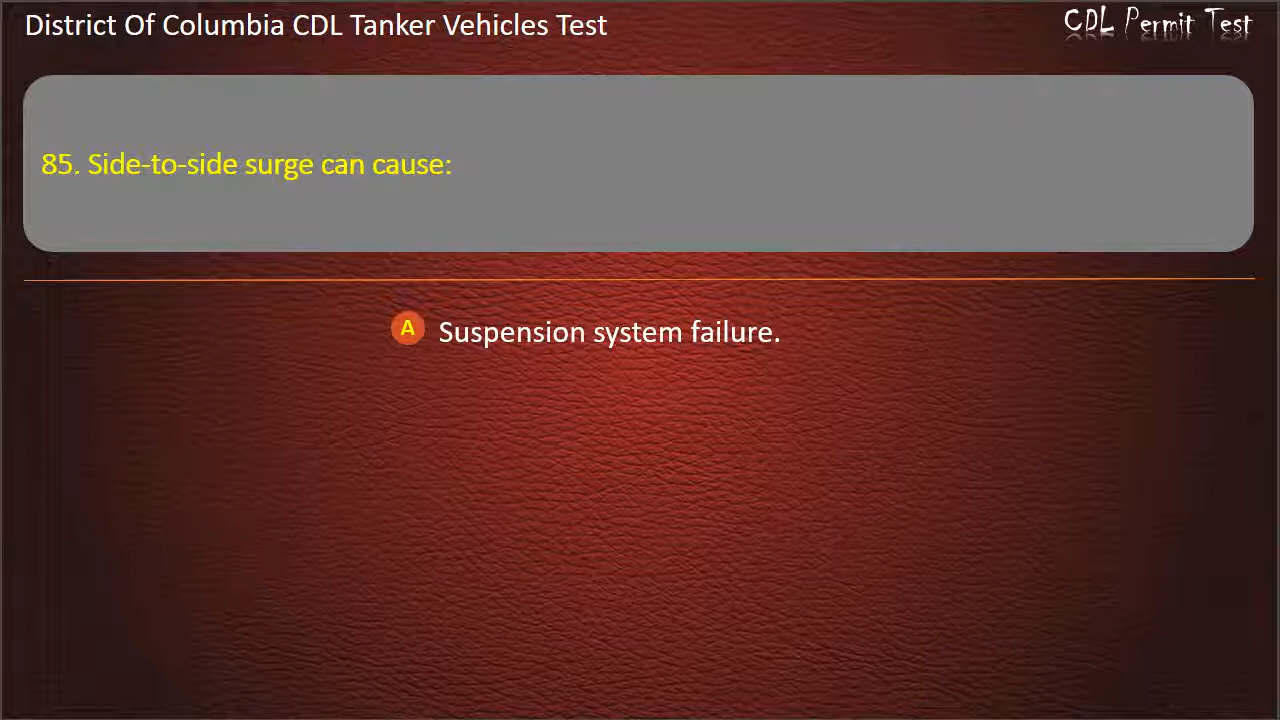 District Of Columbia CDL Tanker Vehicles Test
CDL Permit Test
85. Side-to-side surge can cause:
A Suspension system failure.